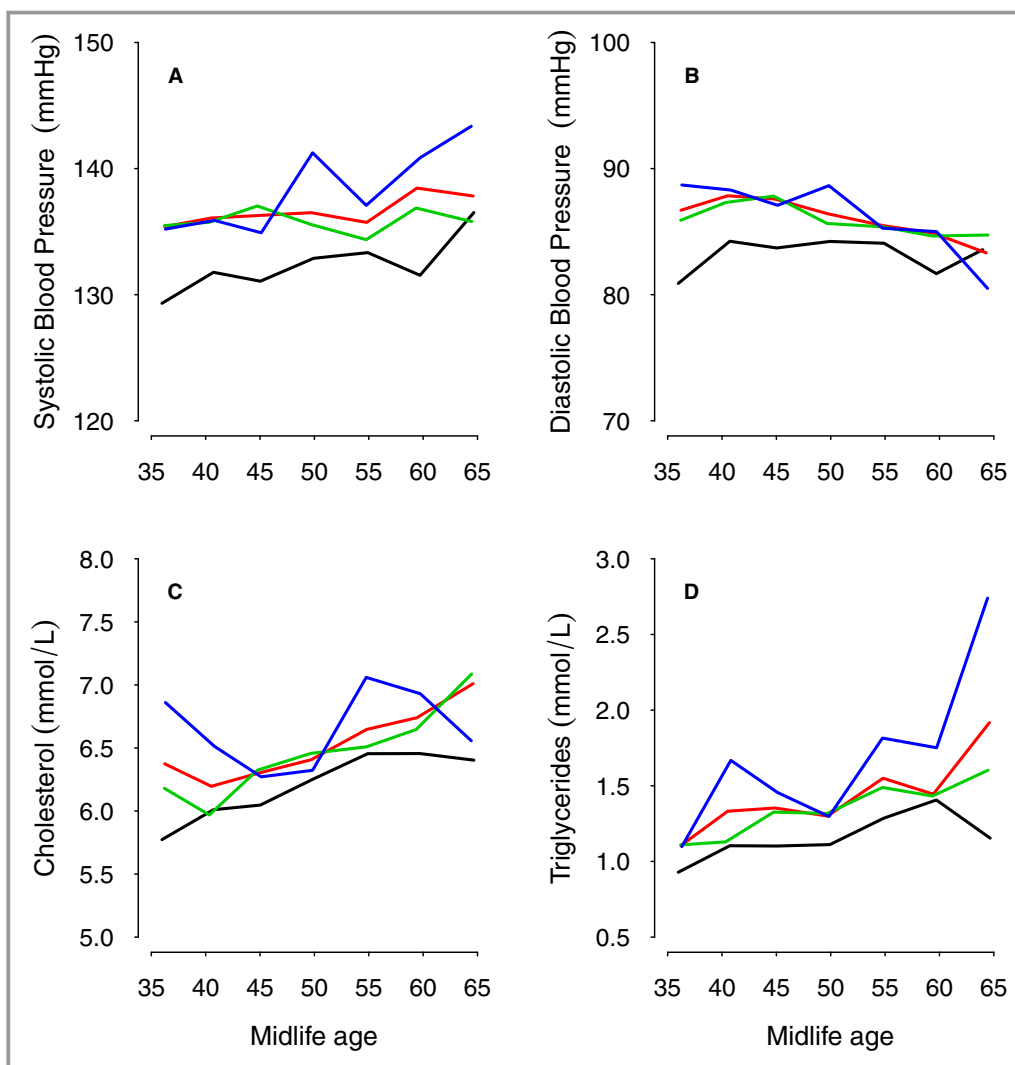 A
Systolic Blood Pressure (mmHg)
150
140
130
120
35 40 45 50 55 60 65
B
Diastolic Blood Pressure (mmHg)
100
90
80
70
35 40 45 50 55 60 65
C
Cholesterol (mmol/L)
8.0
7.5
7.0
6.5
6.0
5.5
5.0
35 40 45 50 55 60 65
Midlife age
D
Triglycerides (mmol/L)
3.0
2.5
2.0
1.5
1.0
0.5
35 40 45 50 55 60 65
Midlife age